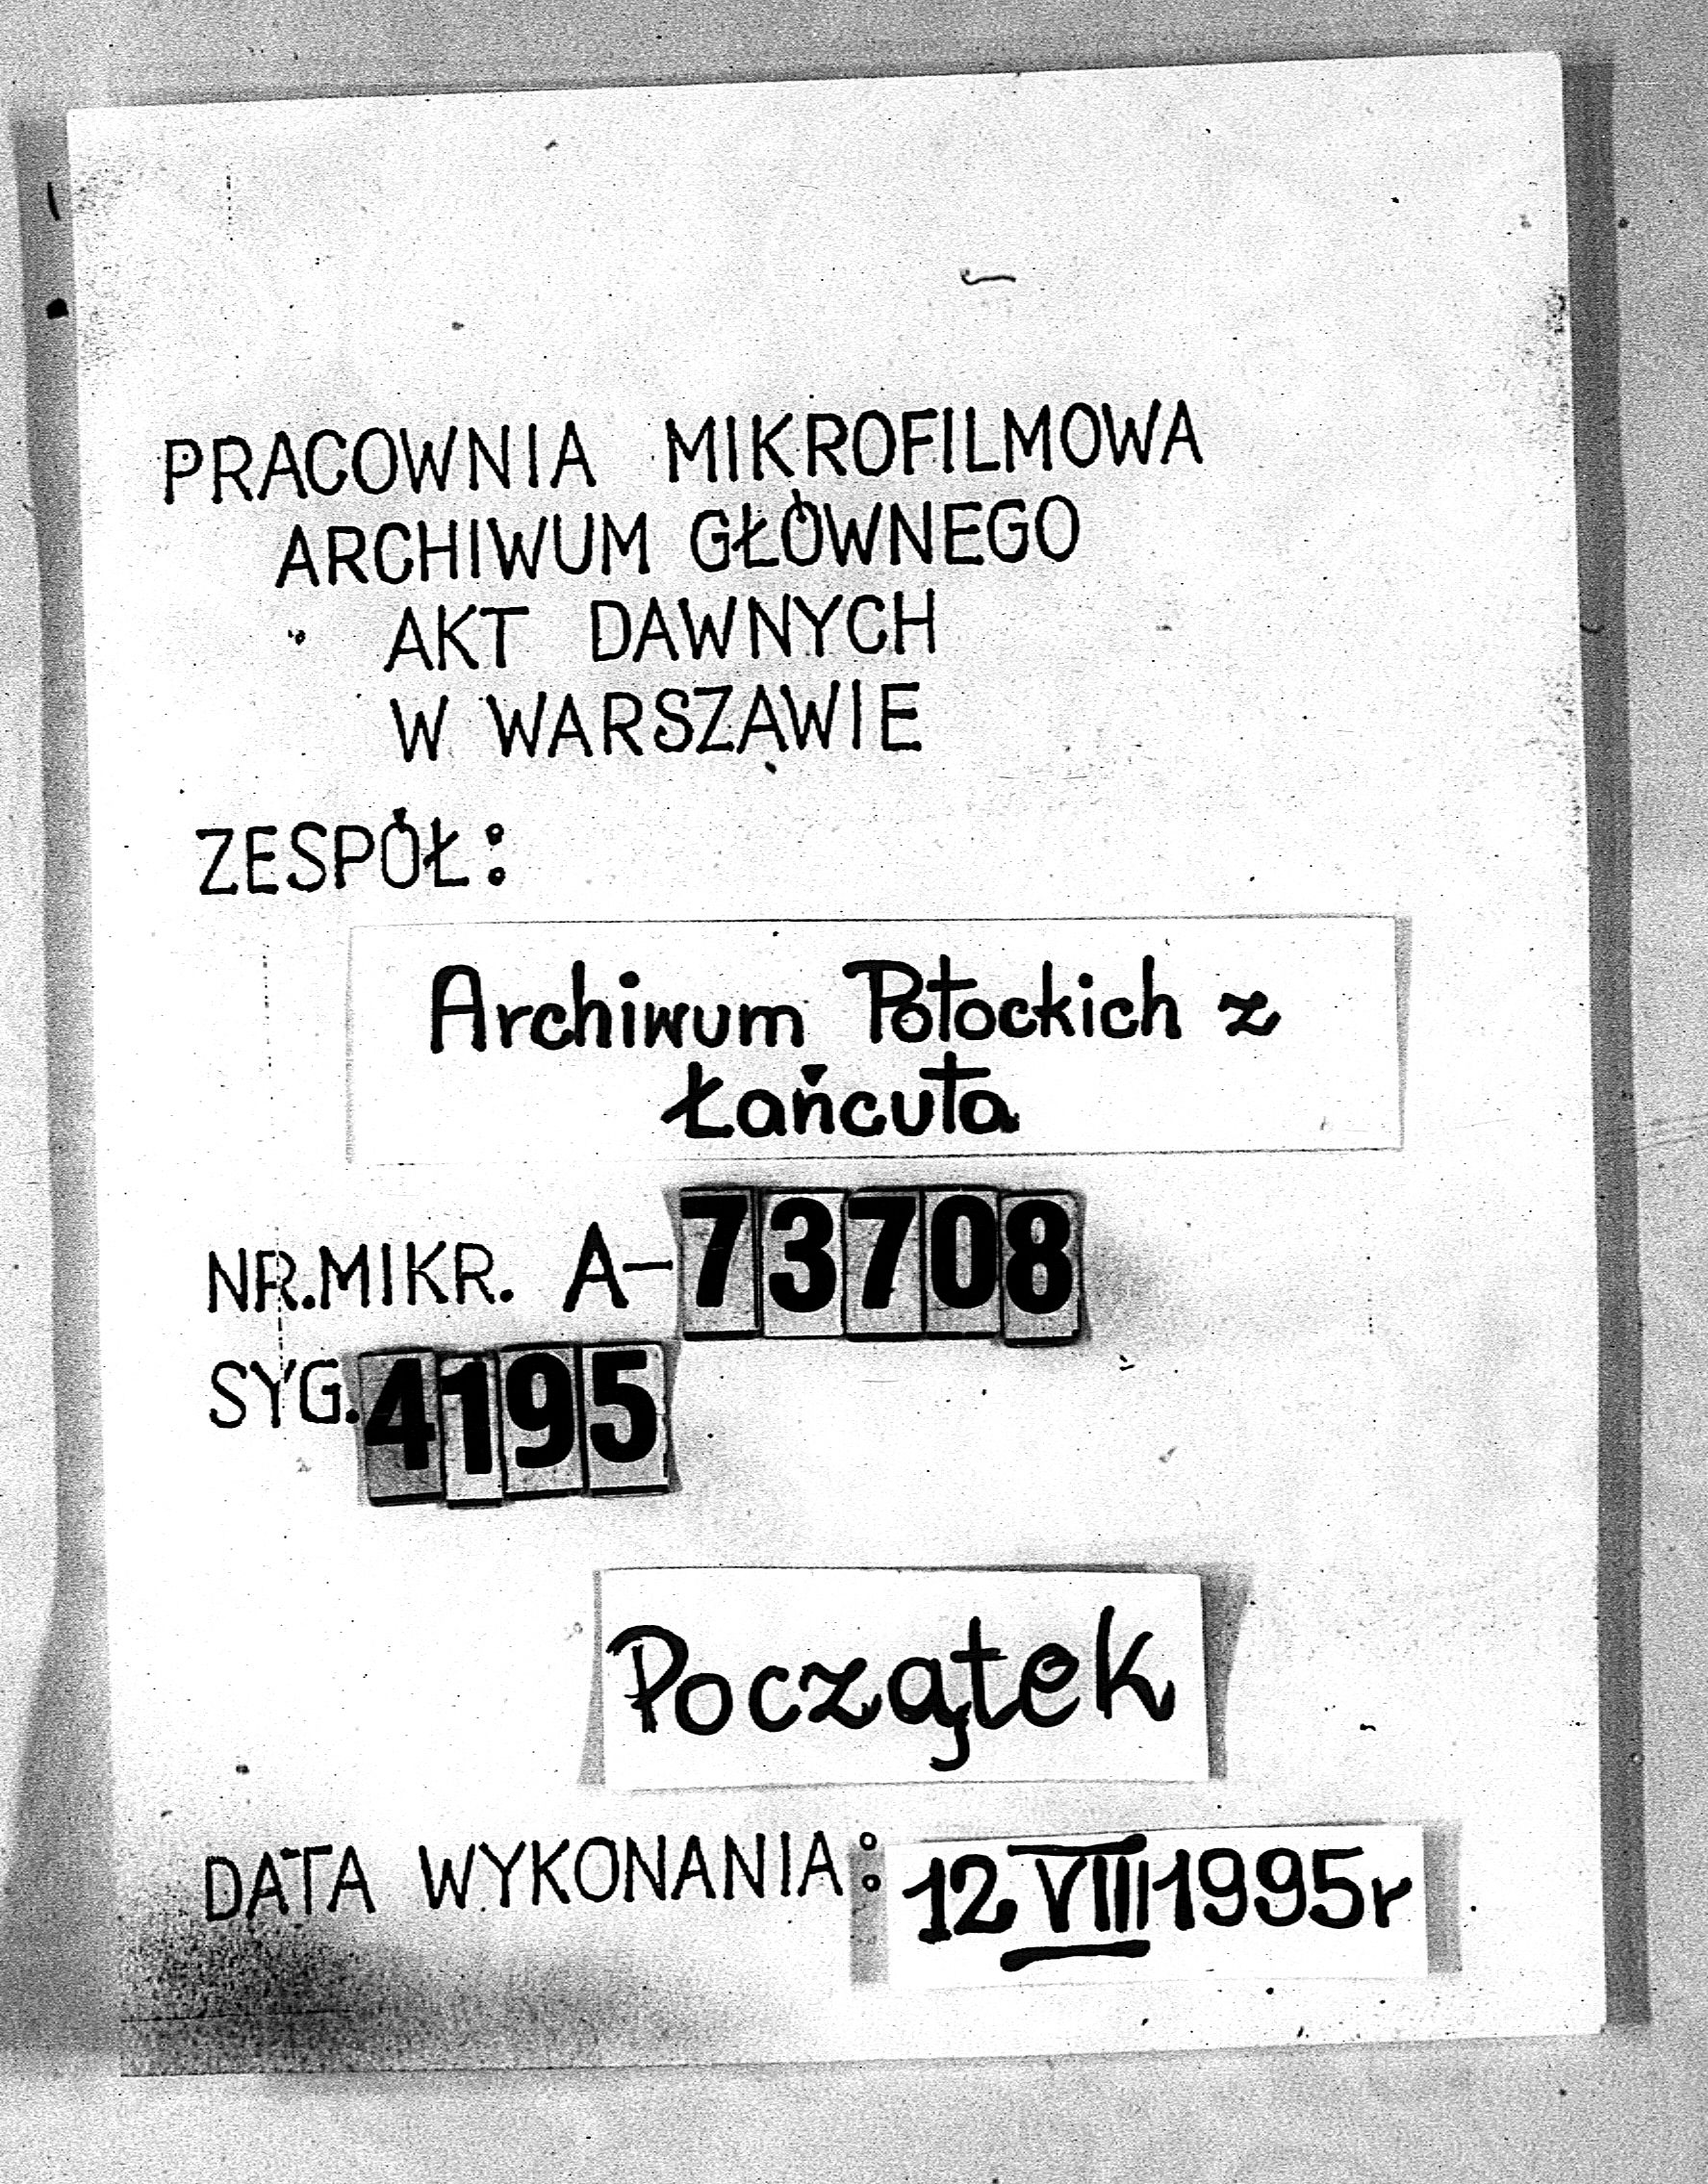 PRACOWNIA MIKROFILMOWA
ARCHIWUM GŁÓWNEGO
AKT DAWNYCH
W WARSZAWIE
ZESPÓŁ:
Archiwum Potockich z
Łańcuta
NR.MIKR. A-73708
SYG.4195
Początek
DATA WYKONANIA: 12 VIII 1995r